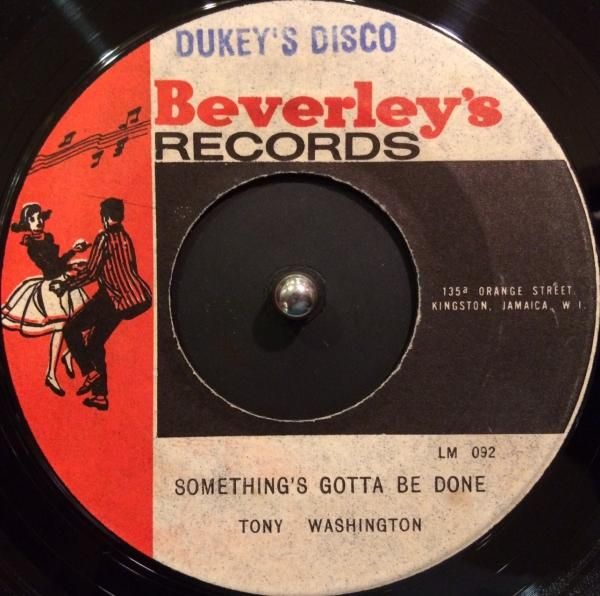 DUKEY'S DISCO
Beverley's
RECORDS
135a ORANGE STREET.
KINGSTON, JAMAICA, W I.
LM 092
SOMETHING'S GOTTA BE DONE
TONY WASHINGTON